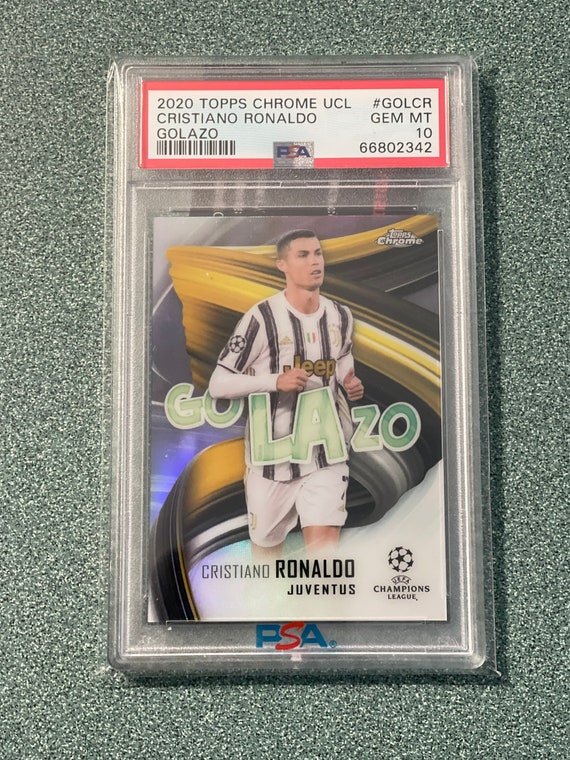 2020 TOPPS CHROME UCL #GOLCR
CRISTIANO RONALDO GEM MT
GOLAZO 10
PSA 66802342
Topps
Chrome
Jeep
GOLAZO
CRISTIANO RONALDO
JUVENTUS
UEFA
CHAMPIONS
LEAGUE
PSA